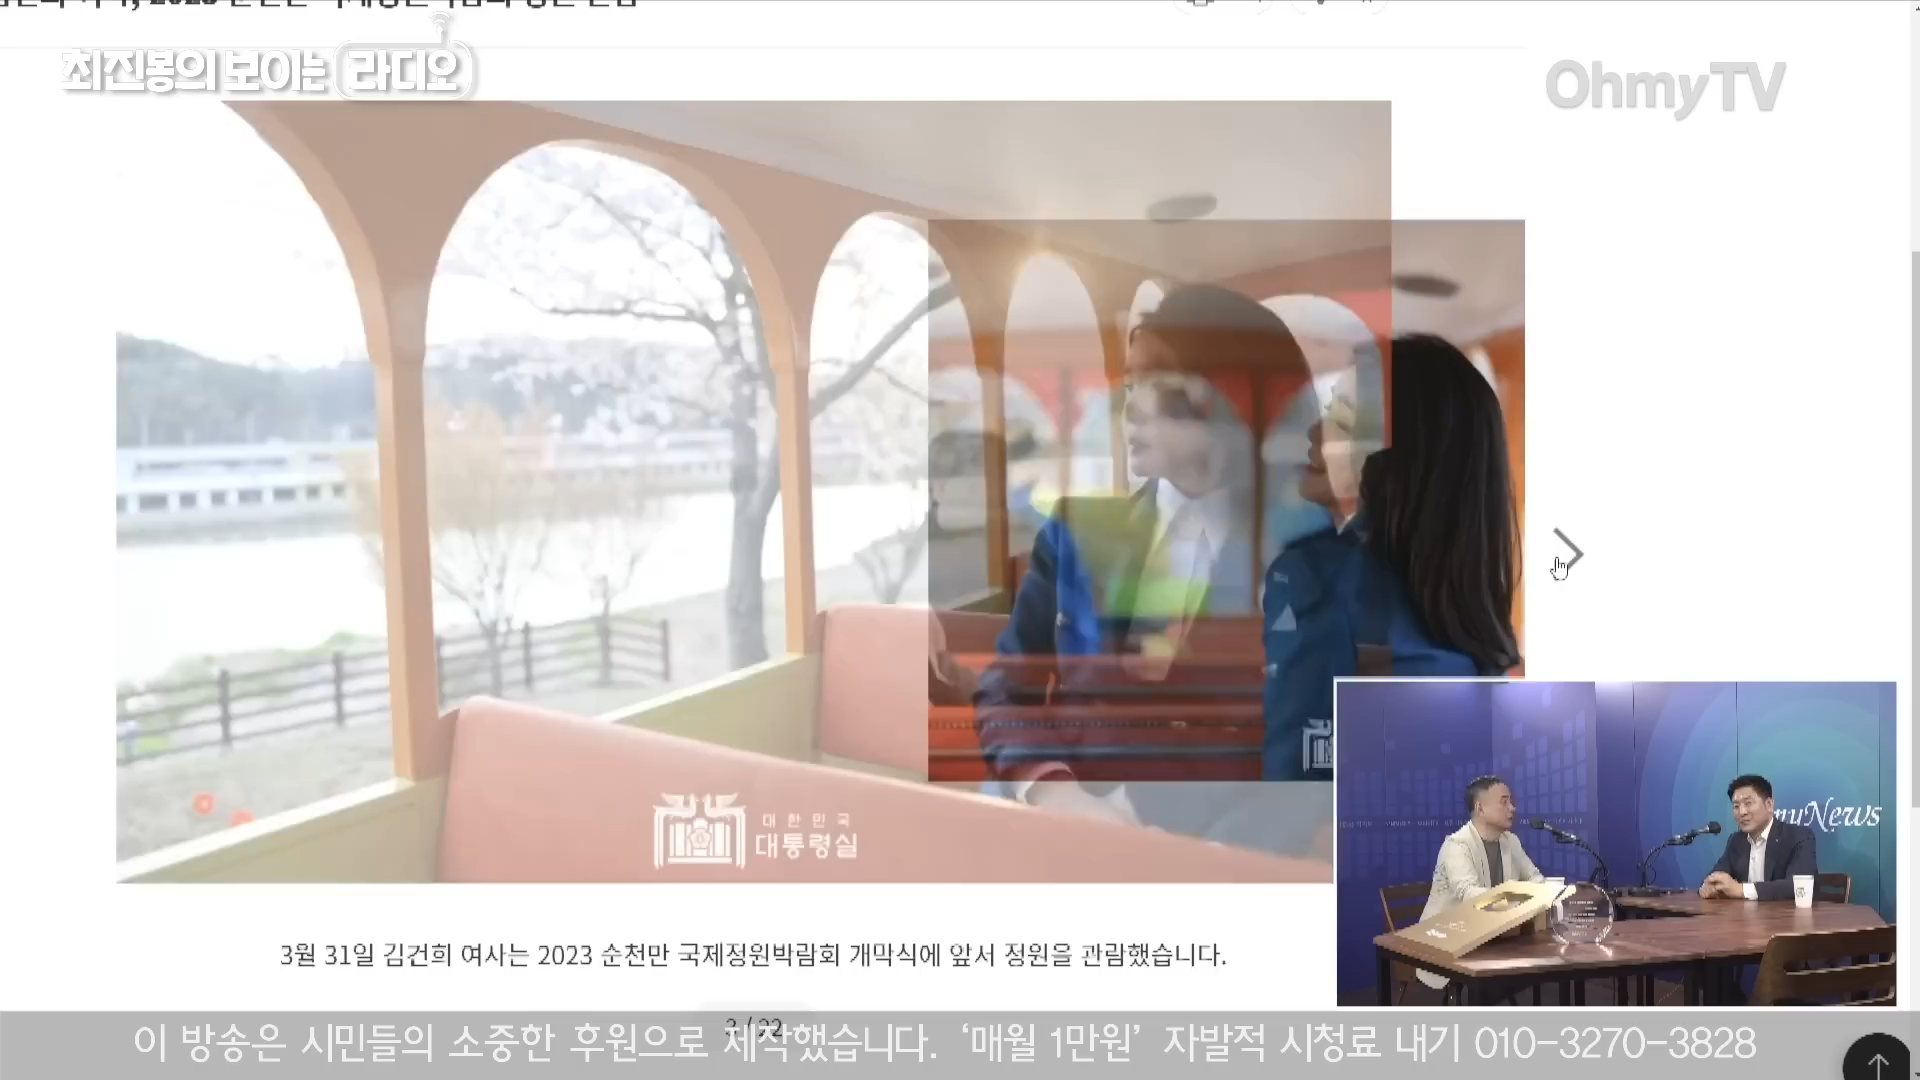 최진봉의 보이는 라디오
OhmyTV
대한민국
대통령실
myNews
3월 31일 김건희 여사는 2023 순천만 국제정원박람회 개막식에 앞서 정원을 관람했습니다.
3 / 22
이 방송은 시민들의 소중한 후원으로 제작했습니다. ‘매월 1만원’ 자발적 시청료 내기 010-3270-3828